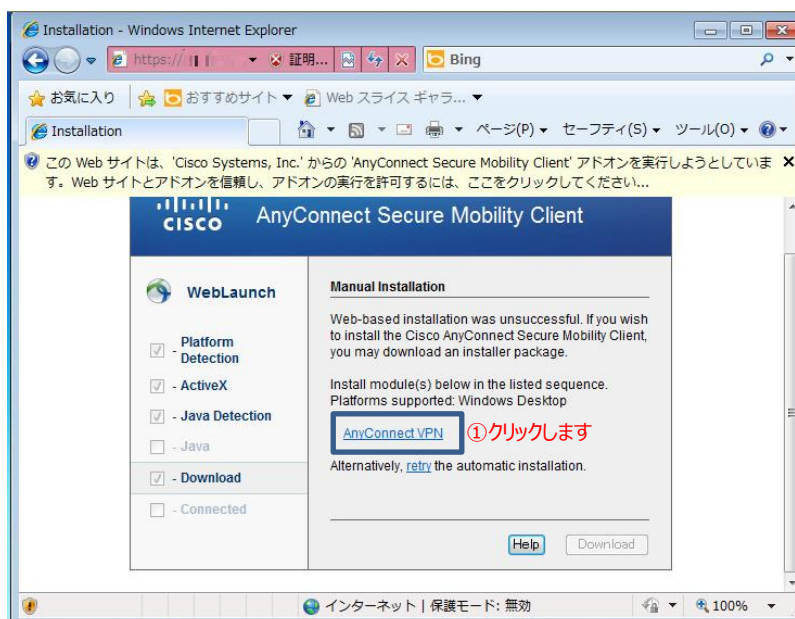 Installation - Windows Internet Explorer
https://
証明...
Bing
お気に入り
おすすめサイト ▼
Web スライス ギャラ... ▼
Installation
ページ(P) ▼ セーフティ(S) ▼ ツール(O) ▼
この Web サイトは、'Cisco Systems, Inc.' からの 'AnyConnect Secure Mobility Client' アドオンを実行しようとしていま
す。Web サイトとアドオンを信頼し、アドオンの実行を許可するには、ここをクリックしてください...
CISCO AnyConnect Secure Mobility Client
WebLaunch
- Platform
Detection
- ActiveX
- Java Detection
- Java
- Download
- Connected
Manual Installation
Web-based installation was unsuccessful. If you wish
to install the Cisco AnyConnect Secure Mobility Client,
you may download an installer package.
Install module(s) below in the listed sequence.
Platforms supported: Windows Desktop
AnyConnect VPN
①クリックします
Alternatively, retry the automatic installation.
Help
Download
インターネット | 保護モード: 無効
100%